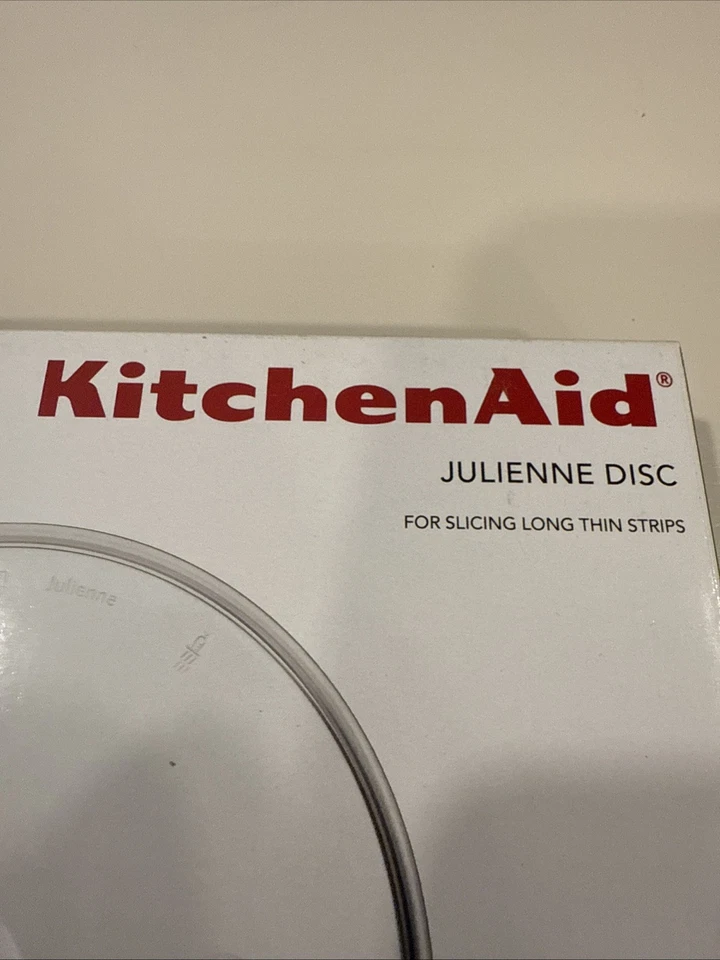 KitchenAid®
JULIENNE DISC
FOR SLICING LONG THIN STRIPS
Julienne